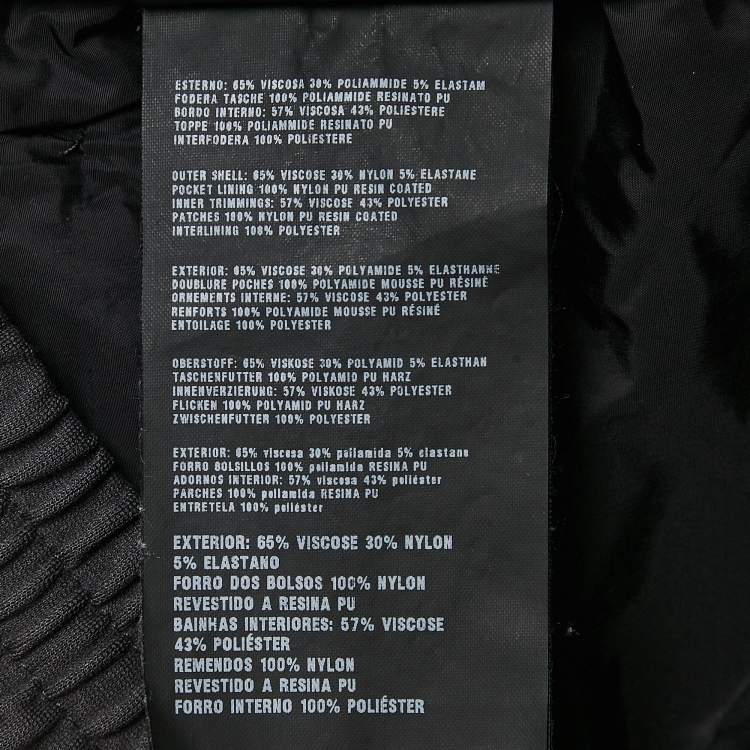 ESTERNO: 65% VISCOSA 30% POLIAMMIDE 5% ELASTAM
FODERA TASCHE 100% POLIAMMIDE RESINATO PU
BORDO INTERNO: 57% VISCOSA 43% POLIESTERE
TOPPE 100% POLIAMMIDE RESINATO PU
INTERFODERA 100% POLIESTERE
OUTER SHELL: 65% VISCOSE 30% NYLON 5% ELASTANE
POCKET LINING 100% NYLON PU RESIN COATED
INNER TRIMMINGS: 57% VISCOSE 43% POLYESTER
PATCHES 100% NYLON PU RESIN COATED
INTERLINING 100% POLYESTER
EXTERIOR: 65% VISCOSE 30% POLYAMIDE 5% ELASTHANNE
DOUBLURE POCHES 100% POLYAMIDE MOUSSE PU RÉSINÉ
ORNEMENTS INTERNE: 57% VISCOSE 43% POLYESTER
RENFORTS 100% POLYAMIDE MOUSSE PU RÉSINÉ
ENTOILAGE 100% POLYESTER
OBERSTOFF: 65% VISKOSE 30% POLYAMID 5% ELASTHAN
TASCHENFUTTER 100% POLYAMID PU HARZ
INNENVERZIERUNG: 57% VISKOSE 43% POLYESTER
FLICKEN 100% POLYAMID PU HARZ
ZWISCHENFUTTER 100% POLYESTER
EXTERIOR: 65% viscosa 30% poliamida 5% elastano
FORRO BOLSILLOS 100% poliamida RESINA PU
ADORNOS INTERIOR: 57% viscosa 43% poliéster
PARCHES 100% poliamida RESINA PU
ENTRETELA 100% poliéster
EXTERIOR: 65% VISCOSE 30% NYLON
5% ELASTANO
FORRO DOS BOLSOS 100% NYLON
REVESTIDO A RESINA PU
BAINHAS INTERIORES: 57% VISCOSE
43% POLIÉSTER
REMENDOS 100% NYLON
REVESTIDO A RESINA PU
FORRO INTERNO 100% POLIÉSTER